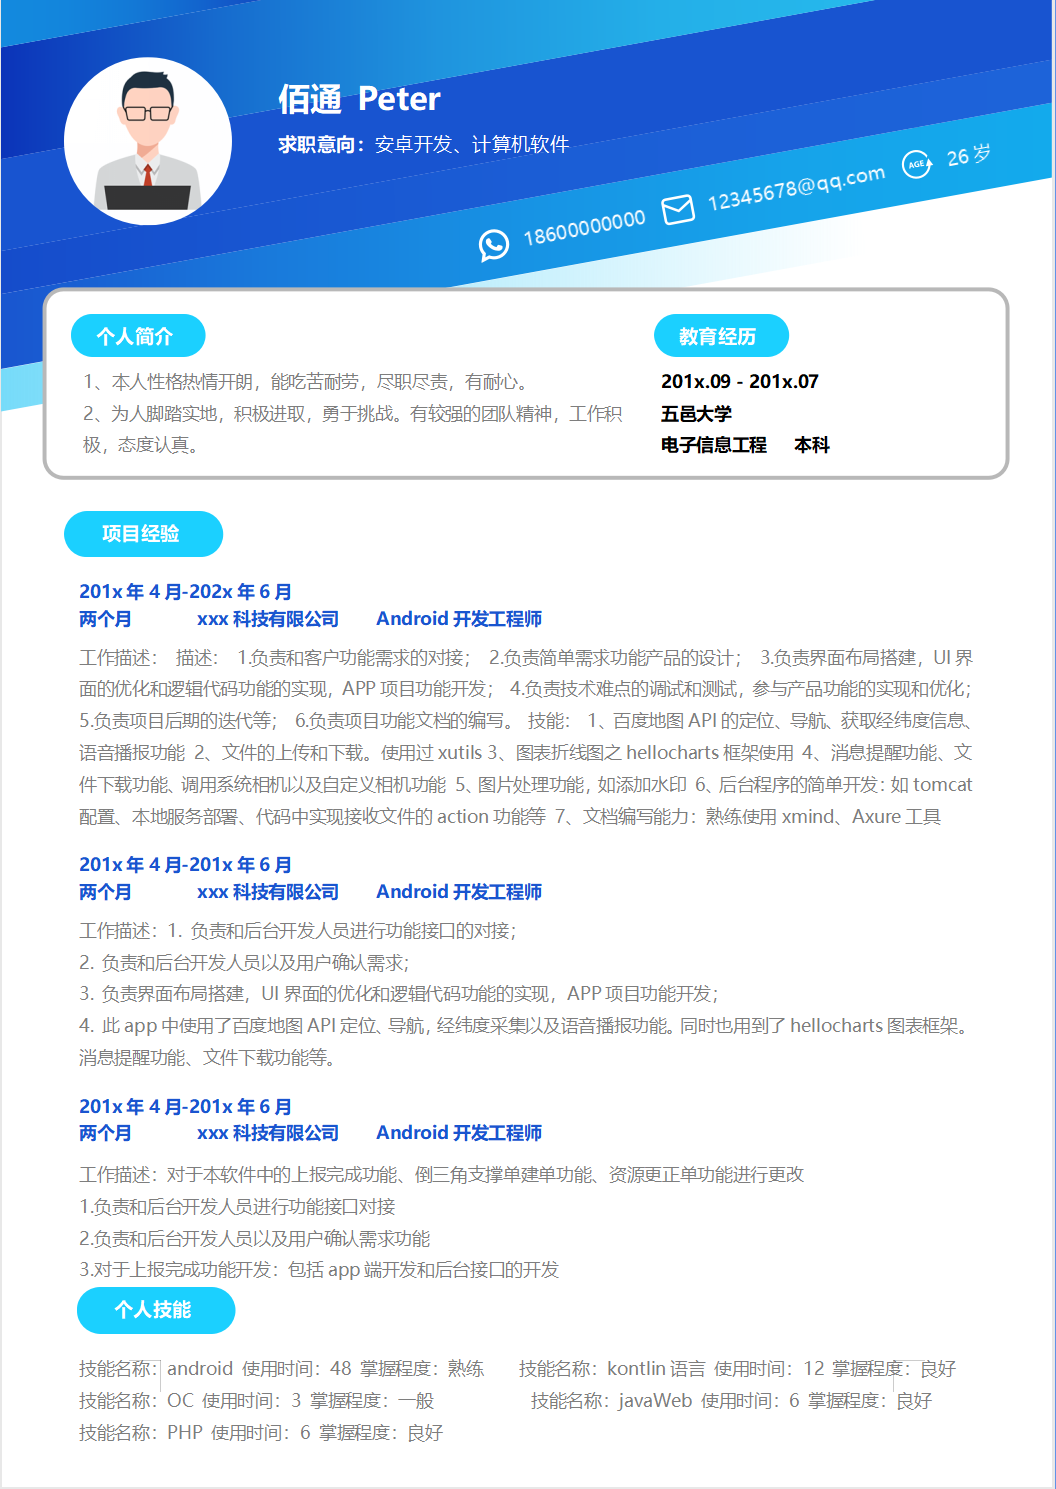 佰通 Peter
求职意向：安卓开发、计算机软件
18600000000 12345678@qq.com AGE 26 岁
个人简介
1、本人性格热情开朗，能吃苦耐劳，尽职尽责，有耐心。
2、为人脚踏实地，积极进取，勇于挑战。有较强的团队精神，工作积
极，态度认真。
教育经历
201x.09 - 201x.07
五邑大学
电子信息工程 本科
项目经验
201x 年 4 月-202x 年 6 月
两个月 xxx 科技有限公司 Android 开发工程师
工作描述： 描述： 1.负责和客户功能需求的对接； 2.负责简单需求功能产品的设计； 3.负责界面布局搭建，UI 界
面的优化和逻辑代码功能的实现，APP 项目功能开发； 4.负责技术难点的调试和测试，参与产品功能的实现和优化；
5.负责项目后期的迭代等； 6.负责项目功能文档的编写。 技能： 1、百度地图 API 的定位、导航、获取经纬度信息、
语音播报功能 2、文件的上传和下载。使用过 xutils 3、图表折线图之 hellocharts 框架使用 4、消息提醒功能、文
件下载功能、调用系统相机以及自定义相机功能 5、图片处理功能，如添加水印 6、后台程序的简单开发：如 tomcat
配置、本地服务部署、代码中实现接收文件的 action 功能等 7、文档编写能力：熟练使用 xmind、Axure 工具
201x 年 4 月-201x 年 6 月
两个月 xxx 科技有限公司 Android 开发工程师
工作描述：1. 负责和后台开发人员进行功能接口的对接；
2. 负责和后台开发人员以及用户确认需求；
3. 负责界面布局搭建，UI 界面的优化和逻辑代码功能的实现，APP 项目功能开发；
4. 此 app 中使用了百度地图 API 定位、导航，经纬度采集以及语音播报功能。同时也用到了 hellocharts 图表框架。
消息提醒功能、文件下载功能等。
201x 年 4 月-201x 年 6 月
两个月 xxx 科技有限公司 Android 开发工程师
工作描述：对于本软件中的上报完成功能、倒三角支撑单建单功能、资源更正单功能进行更改
1.负责和后台开发人员进行功能接口对接
2.负责和后台开发人员以及用户确认需求功能
3.对于上报完成功能开发：包括 app 端开发和后台接口的开发
个人技能
技能名称：android 使用时间：48 掌握程度：熟练 技能名称：kontlin 语言 使用时间：12 掌握程度：良好
技能名称：OC 使用时间：3 掌握程度：一般 技能名称：javaWeb 使用时间：6 掌握程度：良好
技能名称：PHP 使用时间：6 掌握程度：良好